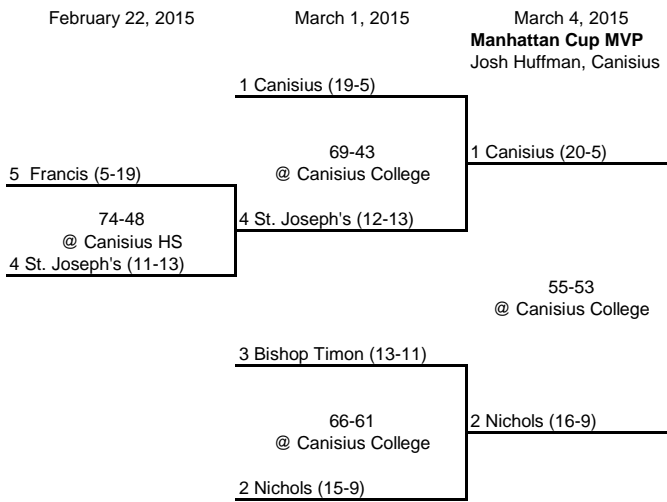 February 22, 2015
March 1, 2015
March 4, 2015
Manhattan Cup MVP
Josh Huffman, Canisius
1 Canisius (19-5)
69-43
@ Canisius College
1 Canisius (20-5)
5 Francis (5-19)
74-48
@ Canisius HS
4 St. Joseph's (12-13)
4 St. Joseph's (11-13)
55-53
@ Canisius College
3 Bishop Timon (13-11)
66-61
@ Canisius College
2 Nichols (16-9)
2 Nichols (15-9)